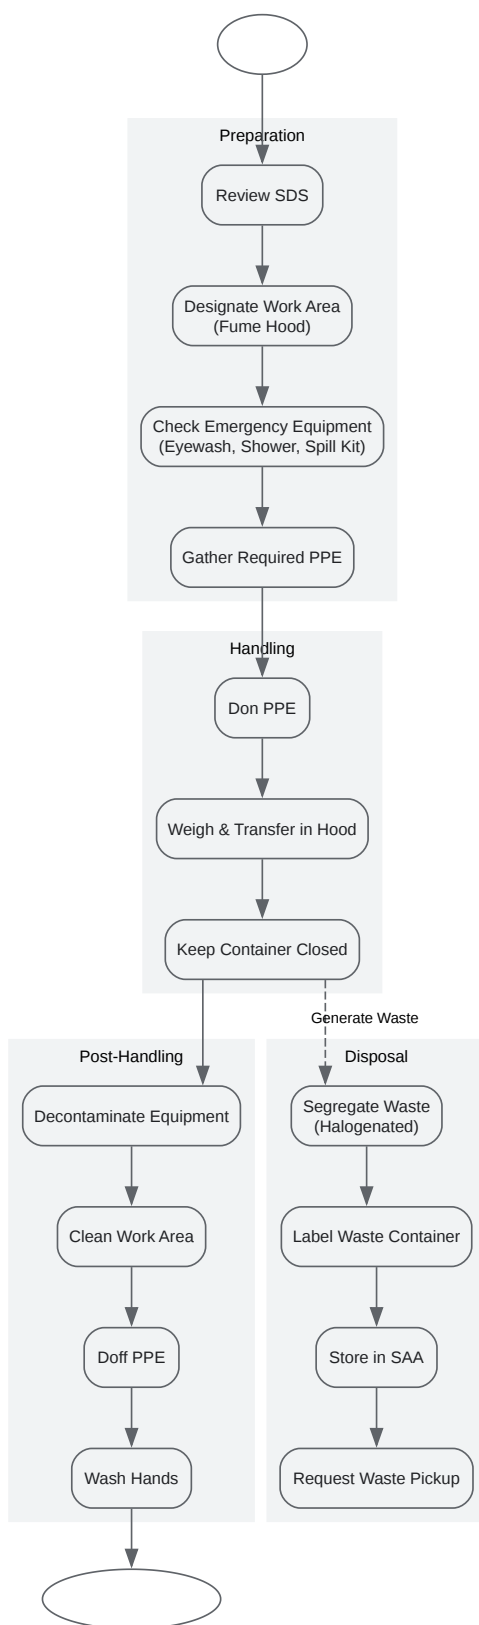 Preparation
Review SDS
Designate Work Area
(Fume Hood)
Check Emergency Equipment
(Eyewash, Shower, Spill Kit)
Gather Required PPE
Handling
Don PPE
Weigh & Transfer in Hood
Keep Container Closed
Generate Waste
Post-Handling
Decontaminate Equipment
Clean Work Area
Doff PPE
Wash Hands
Disposal
Segregate Waste
(Halogenated)
Label Waste Container
Store in SAA
Request Waste Pickup